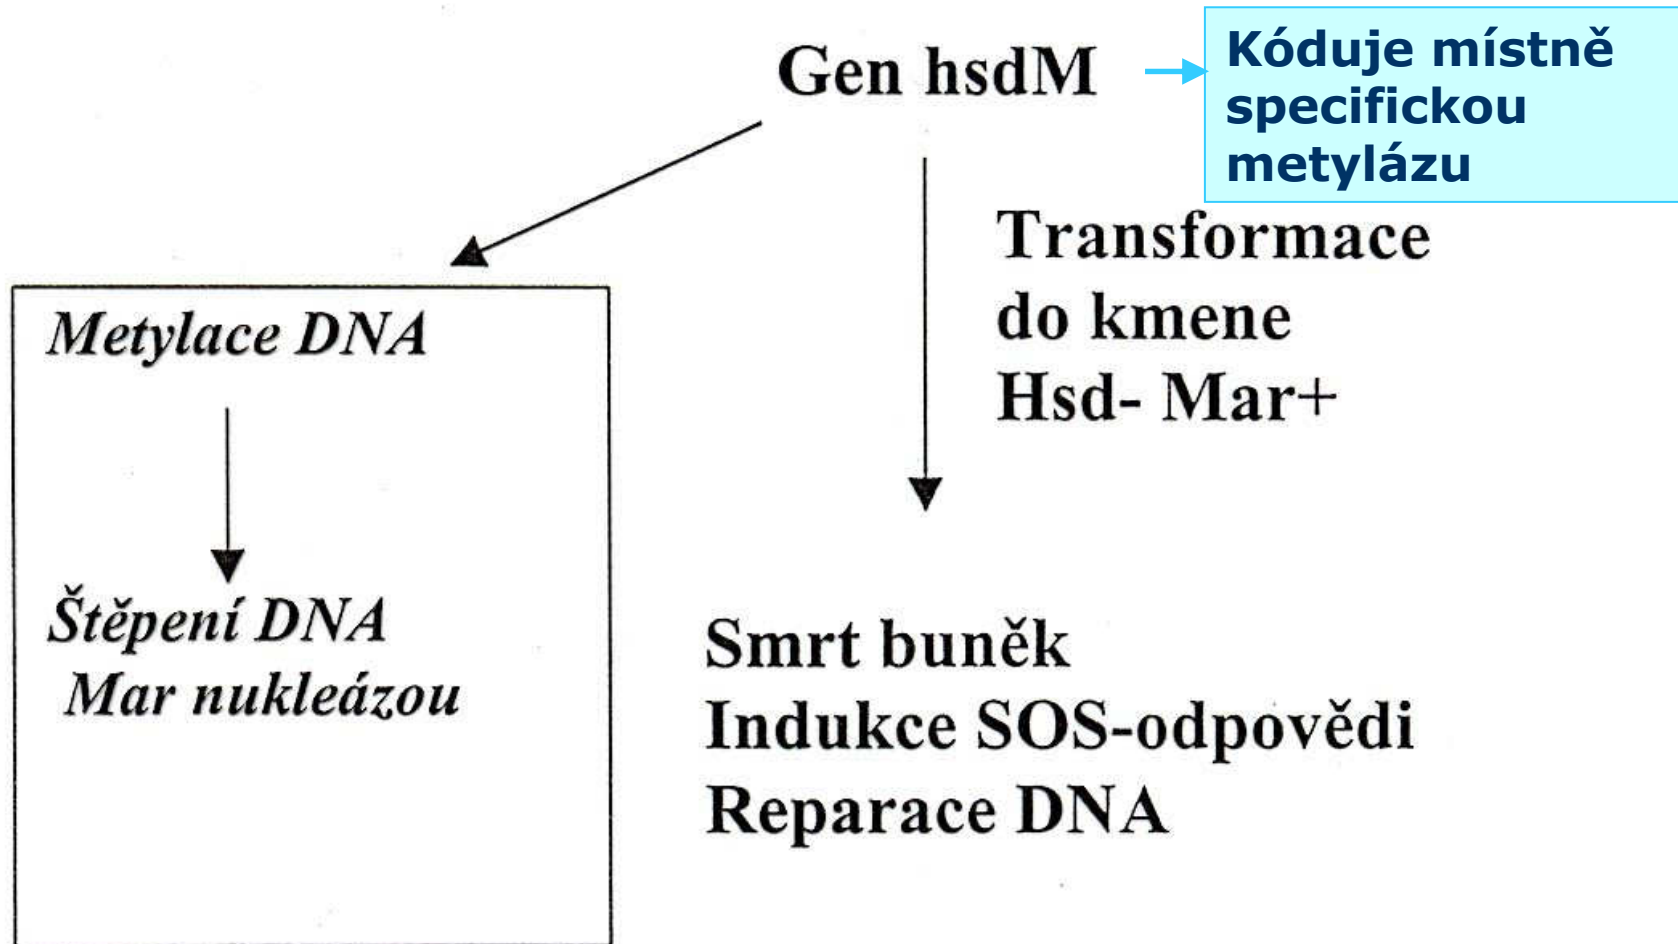 Gen hsdM
Kóduje místně
specifickou
metylázu
Transformace
do kmene
Hsd- Mar+
Metylace DNA
Štěpení DNA
Mar nukleázou
Smrt buněk
Indukce SOS-odpovědi
Reparace DNA